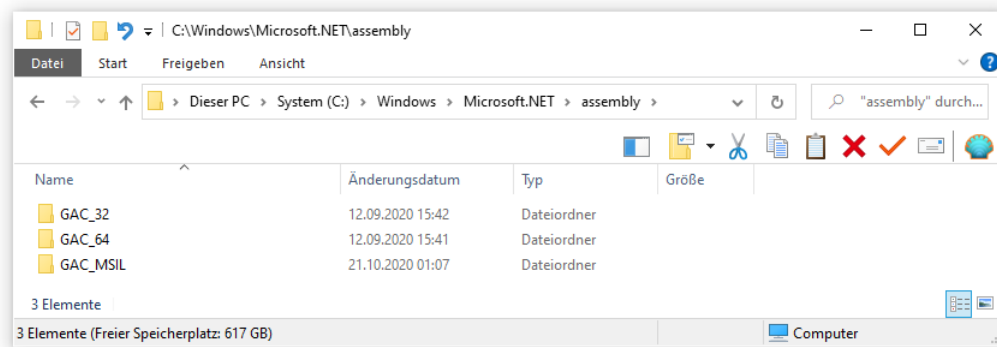 C:\Windows\Microsoft.NET\assembly
Datei Start Freigeben Ansicht
Dieser PC System (C:) Windows Microsoft.NET assembly "assembly" durch...
Name Änderungsdatum Typ Größe
GAC_32 12.09.2020 15:42 Dateiordner
GAC_64 12.09.2020 15:41 Dateiordner
GAC_MSIL 21.10.2020 01:07 Dateiordner
3 Elemente
3 Elemente (Freier Speicherplatz: 617 GB) Computer